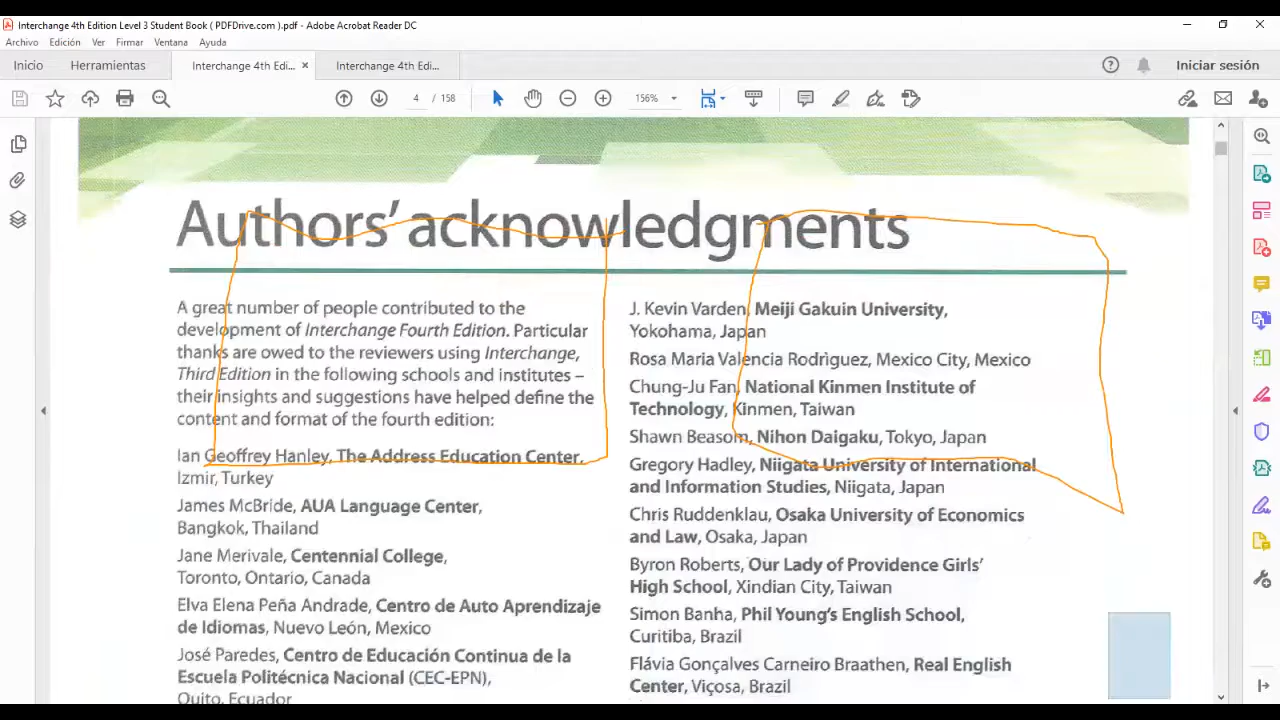 Interchange 4th Edition Level 3 Student Book ( PDFDrive.com ).pdf - Adobe Acrobat Reader DC
Archivo Edición Ver Firmar Ventana Ayuda
Inicio Herramientas Interchange 4th Edi... × Interchange 4th Edi... Iniciar sesión
4 / 158 156%
Authors' acknowledgments
A great number of people contributed to the
development of Interchange Fourth Edition. Particular
thanks are owed to the reviewers using Interchange,
Third Edition in the following schools and institutes –
their insights and suggestions have helped define the
content and format of the fourth edition:
Ian Geoffrey Hanley, The Address Education Center,
Izmir, Turkey
James McBride, AUA Language Center,
Bangkok, Thailand
Jane Merivale, Centennial College,
Toronto, Ontario, Canada
Elva Elena Peña Andrade, Centro de Auto Aprendizaje
de Idiomas, Nuevo León, Mexico
José Paredes, Centro de Educación Continua de la
Escuela Politécnica Nacional (CEC-EPN),
Quito, Ecuador
J. Kevin Varden, Meiji Gakuin University,
Yokohama, Japan
Rosa Maria Valencia Rodriguez, Mexico City, Mexico
Chung-Ju Fan, National Kinmen Institute of
Technology, Kinmen, Taiwan
Shawn Beasom, Nihon Daigaku, Tokyo, Japan
Gregory Hadley, Niigata University of International
and Information Studies, Niigata, Japan
Chris Ruddenklau, Osaka University of Economics
and Law, Osaka, Japan
Byron Roberts, Our Lady of Providence Girls'
High School, Xindian City, Taiwan
Simon Banha, Phil Young's English School,
Curitiba, Brazil
Flávia Gonçalves Carneiro Braathen, Real English
Center, Viçosa, Brazil